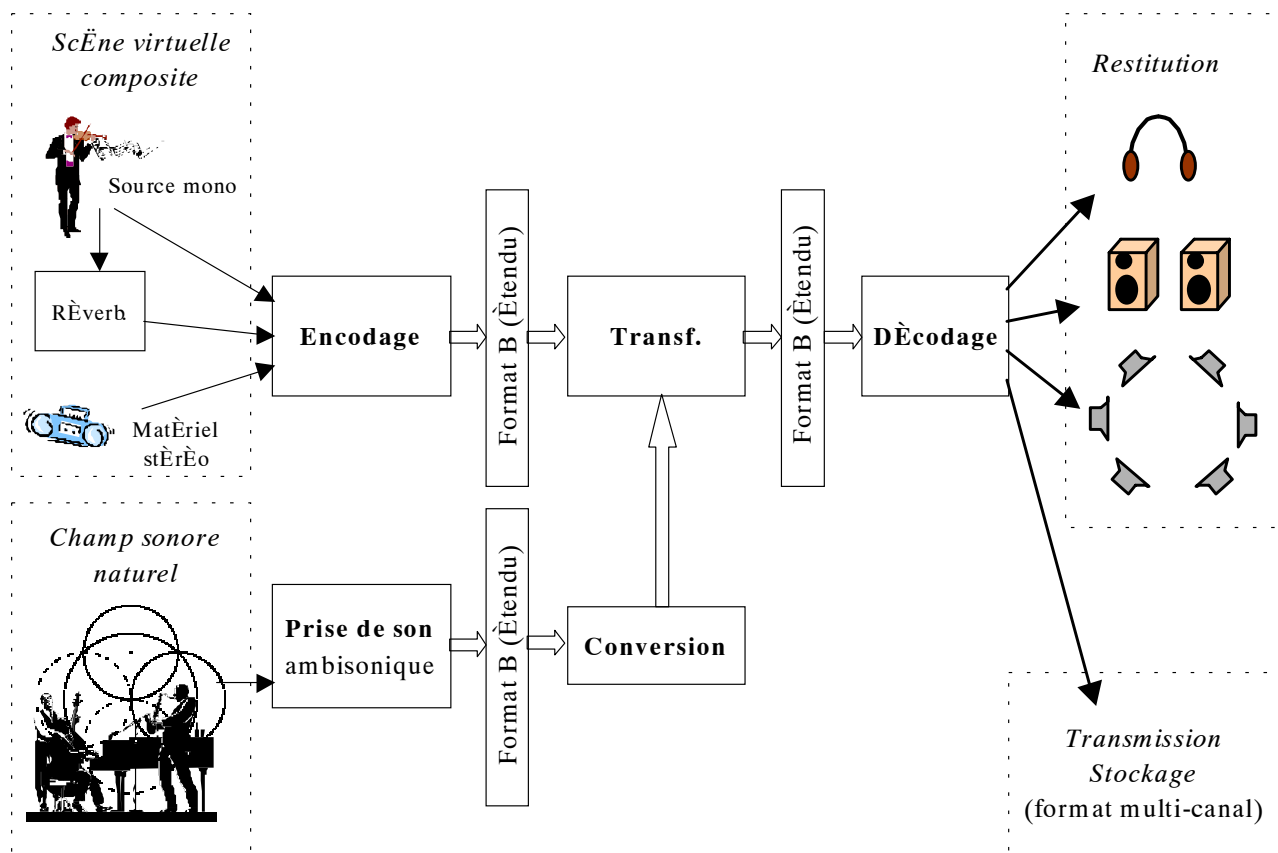 ScËne virtuelle
composite
Source mono
RÈverb.
MatÈriel
stÈrÈo
Encodage
Format B (Ètendu)
Transf.
Format B (Ètendu)
DÈcodage
Restitution
Champ sonore
naturel
Prise de son
ambisonique
Format B (Ètendu)
Conversion
Transmission
Stockage
(format multi-canal)